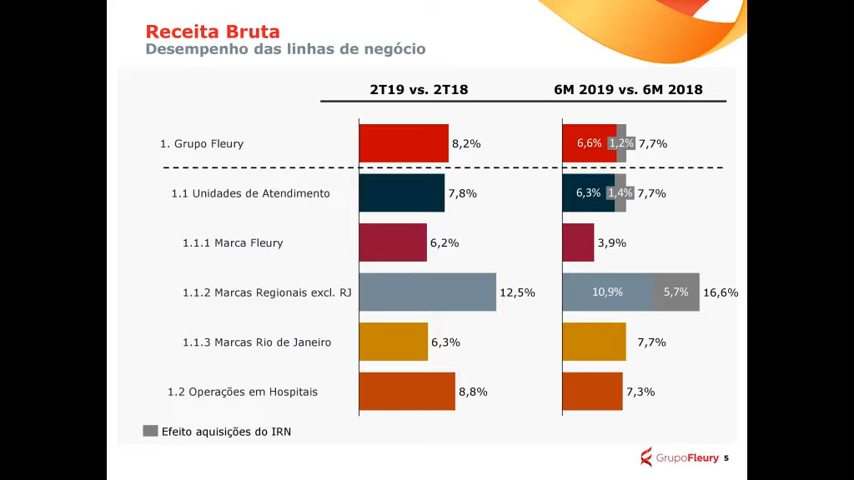 Receita Bruta
Desempenho das linhas de negócio
2T19 vs. 2T18
6M 2019 vs. 6M 2018
1. Grupo Fleury
8,2%
6,6%
1,2%
7,7%
1.1 Unidades de Atendimento
7,8%
6,3%
1,4%
7,7%
1.1.1 Marca Fleury
6,2%
3,9%
1.1.2 Marcas Regionais excl. RJ
12,5%
10,9%
5,7%
16,6%
1.1.3 Marcas Rio de Janeiro
6,3%
7,7%
1.2 Operações em Hospitais
8,8%
7,3%
Efeito aquisições do IRN
GrupoFleury
5